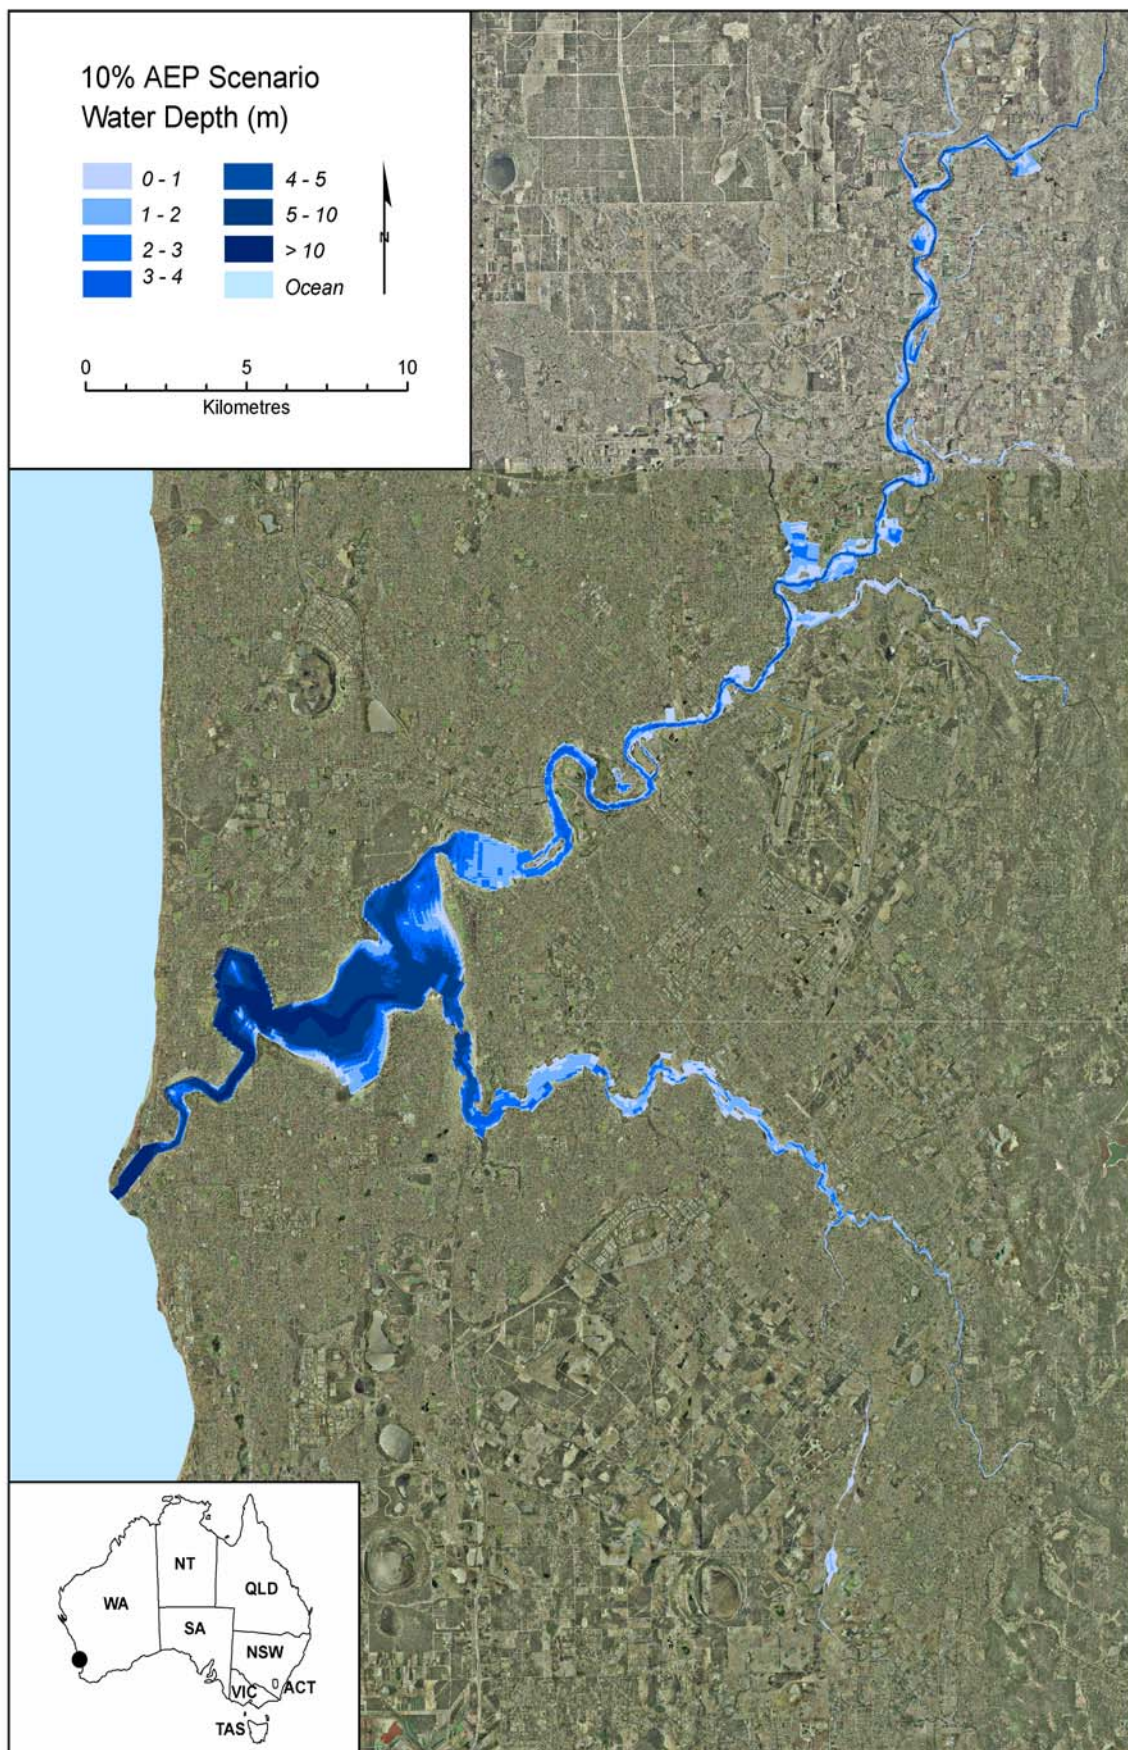 10% AEP Scenario
Water Depth (m)
0 - 1
4 - 5
1 - 2
5 - 10
2 - 3
> 10
3 - 4
Ocean
N
0 5 10
Kilometres
NT
QLD
WA
SA
NSW
VIC
ACT
TAS